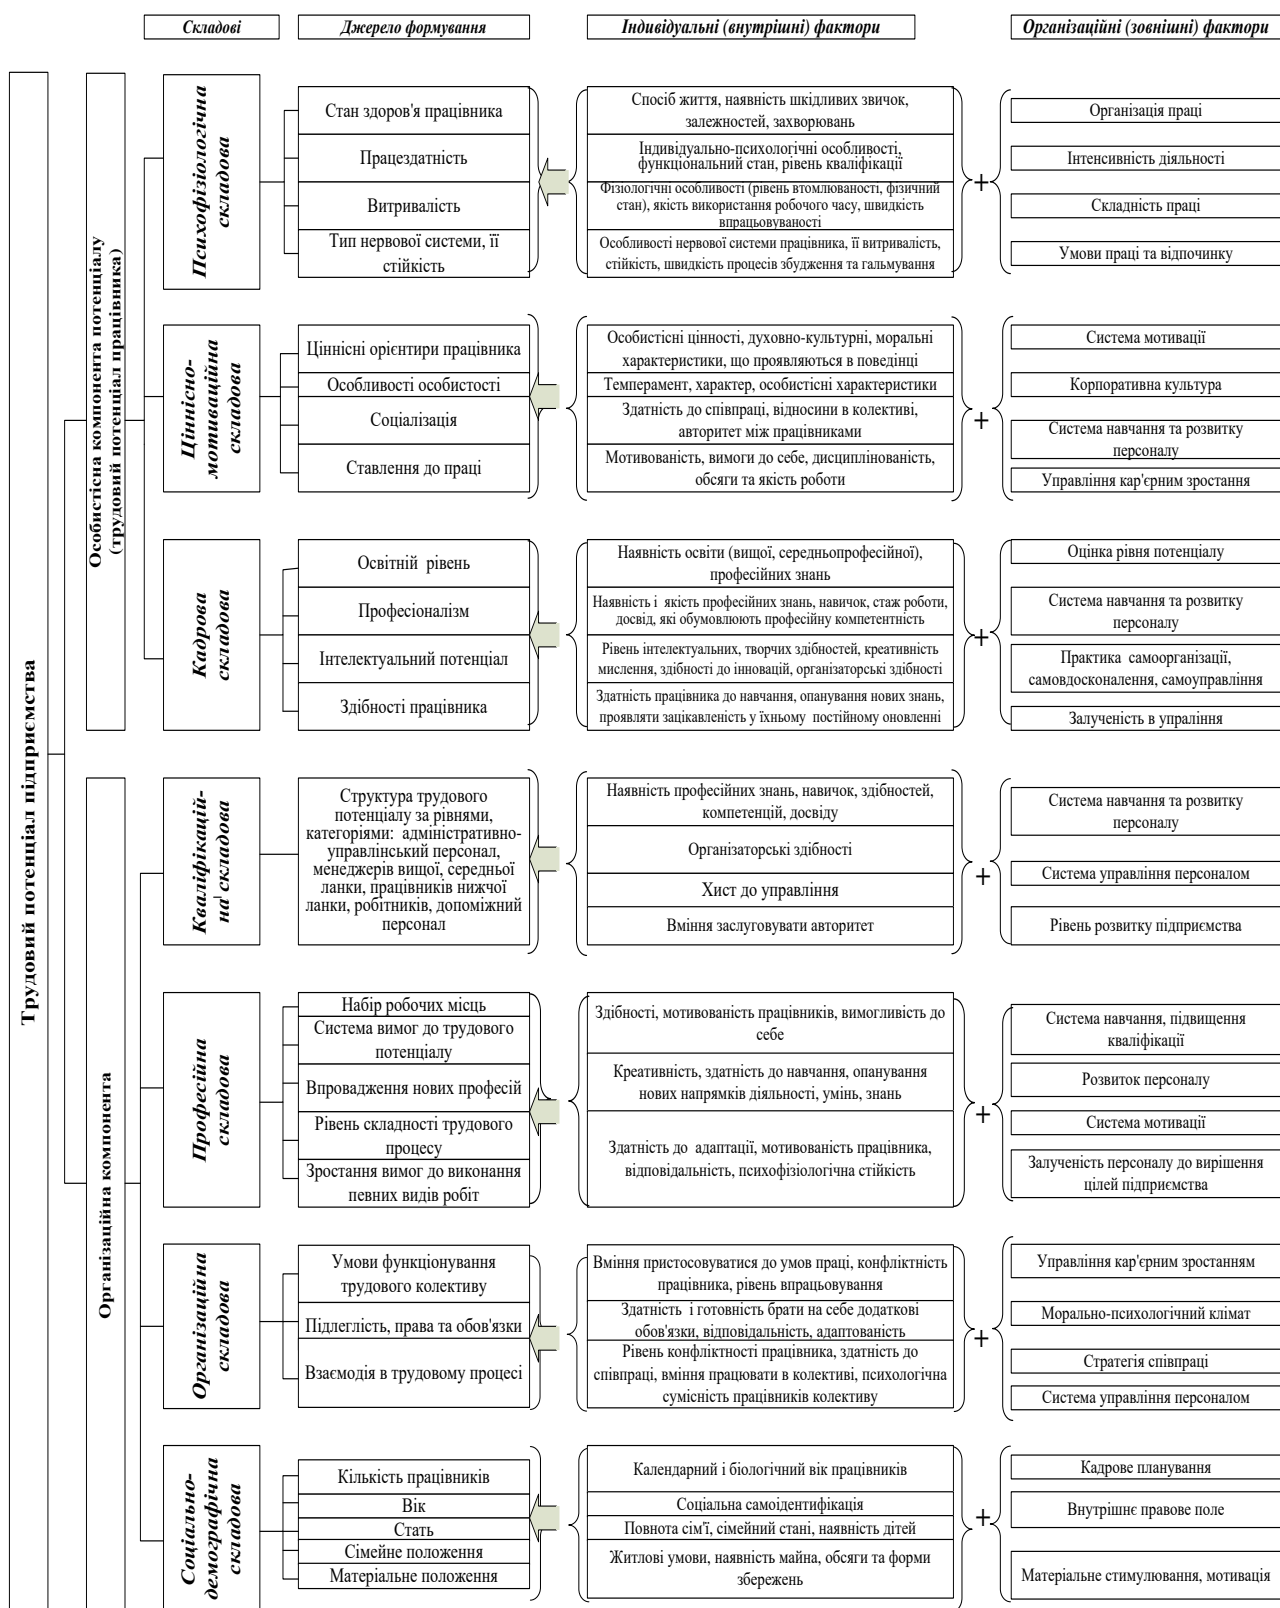 Складові
Джерело формування
Індивідуальні (внутрішні) фактори
Організаційні (зовнішні) фактори
Трудовий потенціал підприємства
Особистісна компонента потенціалу
(трудовий потенціал працівника)
Психофізіологічна
складова
Стан здоров'я працівника
Працездатність
Витривалість
Тип нервової системи, її
стійкість
Спосіб життя, наявність шкідливих звичок,
залежностей, захворювань
Індивідуально-психологічні особливості,
функціональний стан, рівень кваліфікації
Фізіологічні особливості (рівень втомлюваності, фізичний
стан), якість використання робочого часу, швидкість
впрацьовуваності
Особливості нервової системи працівника, її витривалість,
стійкість, швидкість процесів збудження та гальмування
+
Організація праці
Інтенсивність діяльності
Складність праці
Умови праці та відпочинку
Ціннісно-
мотиваційна
складова
Ціннісні орієнтири працівника
Особливості особистості
Соціалізація
Ставлення до праці
Особистісні цінності, духовно-культурні, моральні
характеристики, що проявляються в поведінці
Темперамент, характер, особистісні характеристики
Здатність до співпраці, відносини в колективі,
авторитет між працівниками
Мотивованість, вимоги до себе, дисциплінованість,
обсяги та якість роботи
+
Система мотивації
Корпоративна культура
Система навчання та розвитку
персоналу
Управління кар'єрним зростання
Кадрова
складова
Освітній рівень
Професіоналізм
Інтелектуальний потенціал
Здібності працівника
Наявність освіти (вищої, середньопрофесійної),
професійних знань
Наявність і якість професійних знань, навичок, стаж роботи,
досвід, які обумовлюють професійну компетентність
Рівень інтелектуальних, творчих здібностей, креативність
мислення, здібності до інновацій, організаторські здібності
Здатність працівника до навчання, опанування нових знань,
проявляти зацікавленість у їхньому постійному оновленні
+
Оцінка рівня потенціалу
Система навчання та розвитку
персоналу
Практика самоорганізації,
самовдосконалення, самоуправління
Залученість в упраління
Організаційна компонента
Кваліфікацій-
на складова
Структура трудового
потенціалу за рівнями,
категоріями: адміністративно-
управлінський персонал,
менеджерів вищої, середньої
ланки, працівників нижчої
ланки, робітників, допоміжний
персонал
Наявність професійних знань, навичок, здібностей,
компетенцій, досвіду
Організаторські здібності
Хист до управління
Вміння заслуговувати авторитет
+
Система навчання та розвитку
персоналу
Система управління персоналом
Рівень розвитку підприємства
Професійна
складова
Набір робочих місць
Система вимог до трудового
потенціалу
Впровадження нових професій
Рівень складності трудового
процесу
Зростання вимог до виконання
певних видів робіт
Здібності, мотивованість працівників, вимогливість до
себе
Креативність, здатність до навчання, опанування
нових напрямків діяльності, умінь, знань
Здатність до адаптації, мотивованість працівника,
відповідальність, психофізіологічна стійкість
+
Система навчання, підвищення
кваліфікації
Розвиток персоналу
Система мотивації
Залученість персоналу до вирішення
цілей підприємства
Організаційна
складова
Умови функціонування
трудового колективу
Підлеглість, права та обов'язки
Взаємодія в трудовому процесі
Вміння пристосовуватися до умов праці, конфліктність
працівника, рівень впрацьовування
Здатність і готовність брати на себе додаткові
обов'язки, відповідальність, адаптованість
Рівень конфліктності працівника, здатність до
співпраці, вміння працювати в колективі, психологічна
сумісність працівників колективу
+
Управління кар'єрним зростанням
Морально-психологічний клімат
Стратегія співпраці
Система управління персоналом
Соціально-
демографічна
складова
Кількість працівників
Вік
Стать
Сімейне положення
Матеріальне положення
Календарний і біологічний вік працівників
Соціальна самоідентифікація
Повнота сім'ї, сімейний стані, наявність дітей
Житлові умови, наявність майна, обсяги та форми
збережень
+
Кадрове планування
Внутрішнє правове поле
Матеріальне стимулювання, мотивація